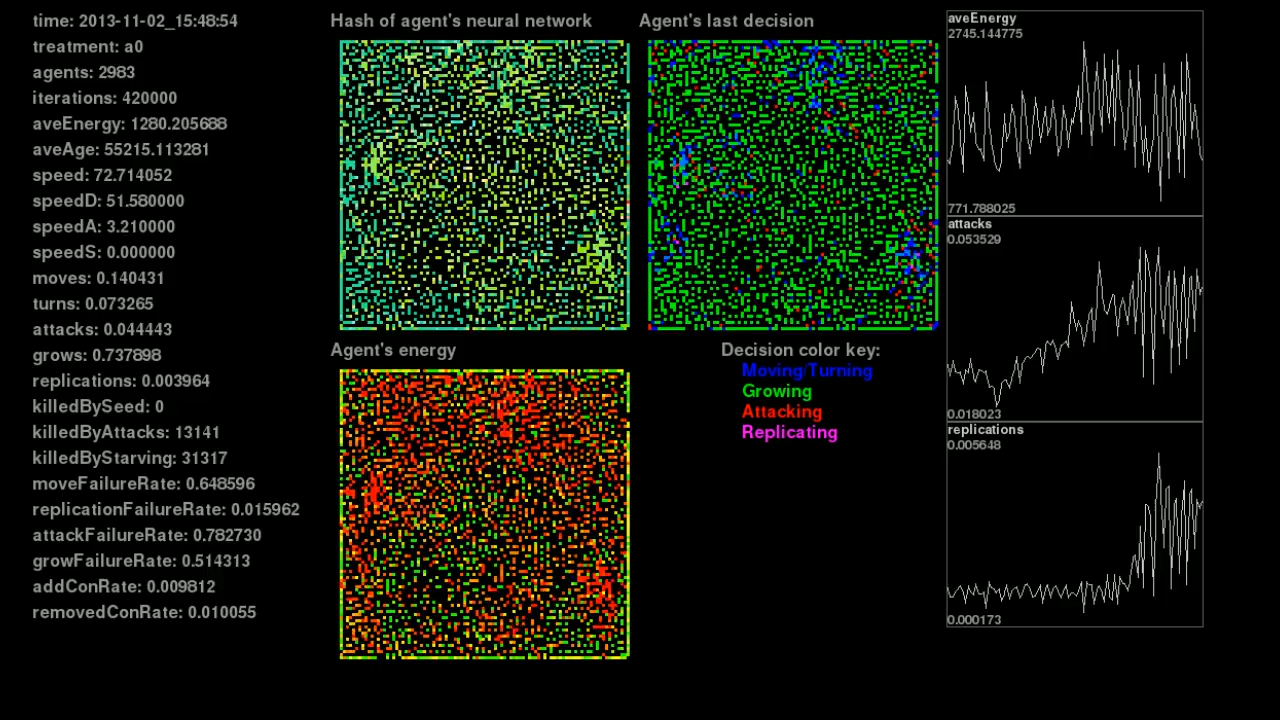 time: 2013-11-02_15:48:54
treatment: a0
agents: 2983
iterations: 420000
aveEnergy: 1280.205688
aveAge: 55215.113281
speed: 72.714052
speedD: 51.580000
speedA: 3.210000
speedS: 0.000000
moves: 0.140431
turns: 0.073265
attacks: 0.044443
grows: 0.737898
replications: 0.003964
killedBySeed: 0
killedByAttacks: 13141
killedByStarving: 31317
moveFailureRate: 0.648596
replicationFailureRate: 0.015962
attackFailureRate: 0.782730
growFailureRate: 0.514313
addConRate: 0.009812
removedConRate: 0.010055
Hash of agent's neural network
Agent's last decision
Agent's energy
Decision color key:
Moving/Turning
Growing
Attacking
Replicating
aveEnergy
2745.144775
771.788025
attacks
0.053529
0.018023
replications
0.005648
0.000173